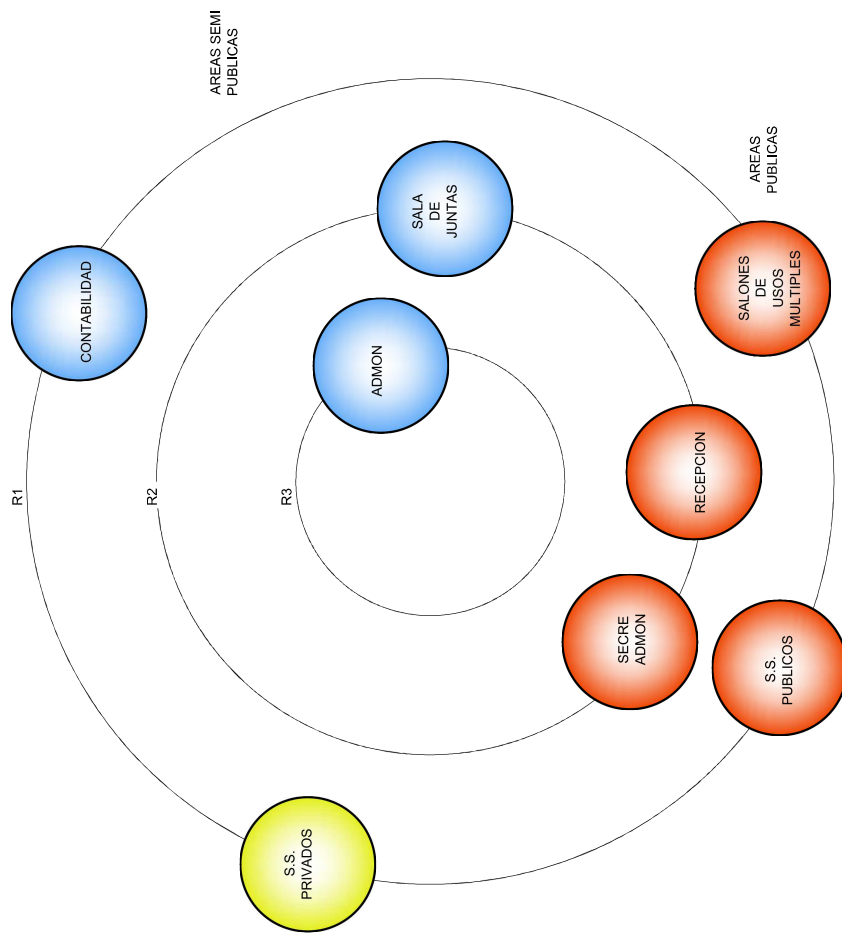 AREAS SEMI
PUBLICAS
AREAS
PUBLICAS
CONTABILIDAD
SALA
DE
JUNTAS
SALONES
DE
USOS
MULTIPLES
ADMON
R1
R2
R3
RECEPCION
SECRE
ADMON
S.S.
PUBLICOS
S.S.
PRIVADOS